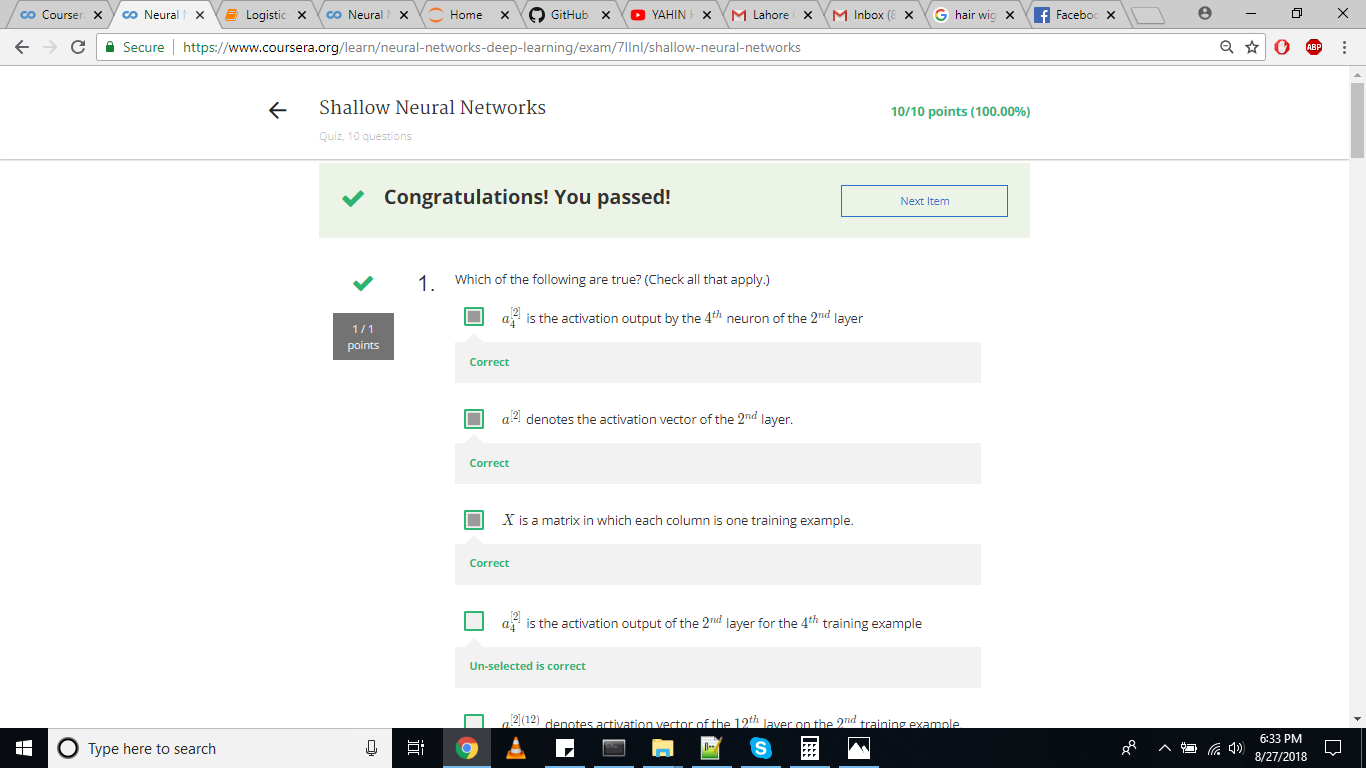 Coursera
Neural N
Logistic
Neural N
Home
GitHub
YAHIN H
Lahore
Inbox (8
hair wig
Faceboo
Secure
https://www.coursera.org/learn/neural-networks-deep-learning/exam/7IInl/shallow-neural-networks
ABP
Shallow Neural Networks
10/10 points (100.00%)
Quiz, 10 questions
Congratulations! You passed!
Next Item
1. Which of the following are true? (Check all that apply.)
1 / 1
points
a₄^[2] is the activation output by the 4^th neuron of the 2^nd layer
Correct
a^[2] denotes the activation vector of the 2^nd layer.
Correct
X is a matrix in which each column is one training example.
Correct
a₄^[2] is the activation output of the 2^nd layer for the 4^th training example
Un-selected is correct
a^[2](12) denotes activation vector of the 12^th layer on the 2^nd training example.
Type here to search
6:33 PM
8/27/2018